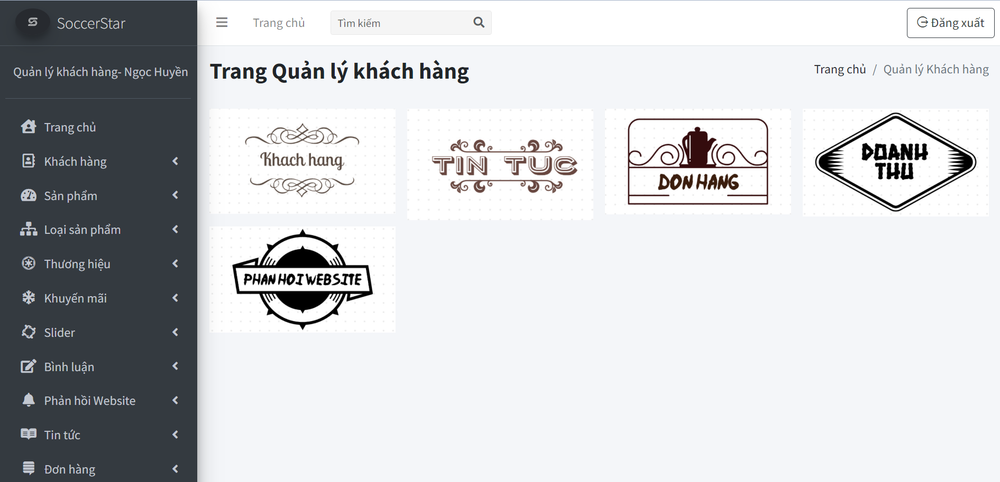 SoccerStar
Trang chủ
Tìm kiếm
Đăng xuất
Quản lý khách hàng- Ngọc Huyền
Trang Quản lý khách hàng
Trang chủ / Quản lý Khách hàng
Trang chủ
Khách hàng
Sản phẩm
Loại sản phẩm
Thương hiệu
Khuyến mãi
Slider
Bình luận
Phản hồi Website
Tin tức
Đơn hàng
Khach hang
TIN TUC
DON HANG
DOANH
THU
PHAN HOI WEBSITE